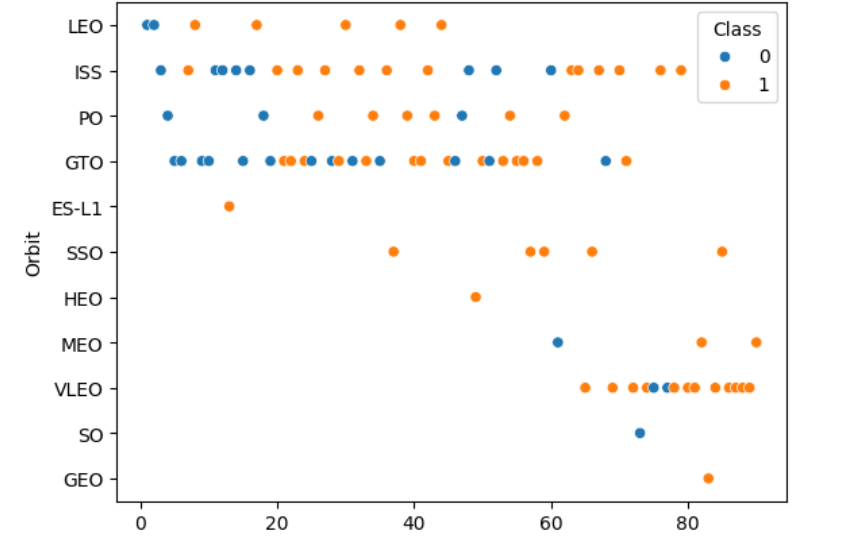 LEO
ISS
PO
GTO
ES-L1
SSO
HEO
MEO
VLEO
SO
GEO
Orbit
Class
0
1
0 20 40 60 80